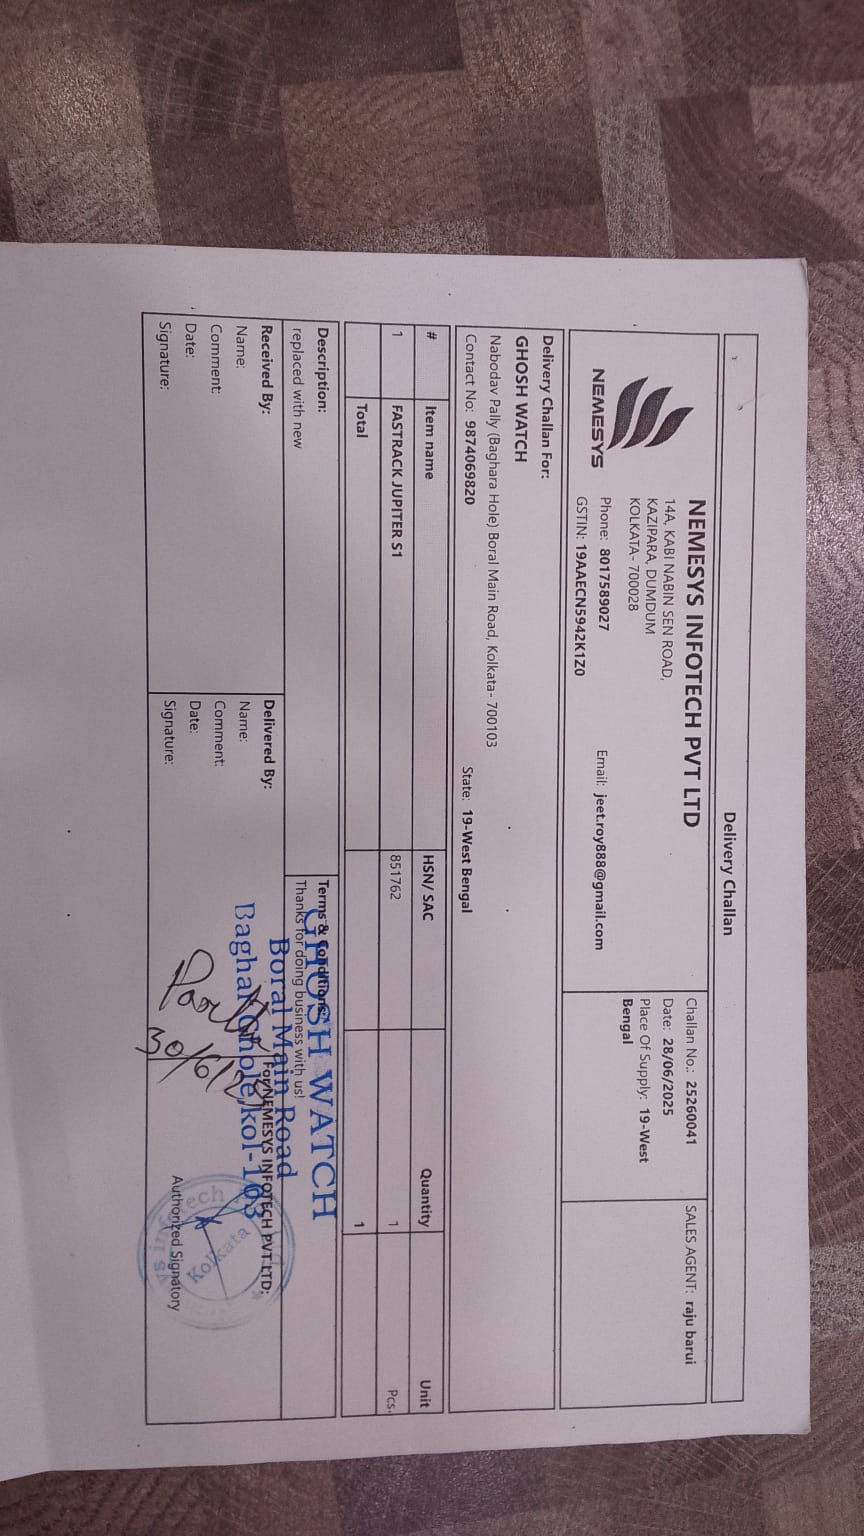 Delivery Challan
NEMESYS
NEMESYS INFOTECH PVT LTD
14A, KABI NABIN SEN ROAD,
KAZIPARA, DUMDUM
KOLKATA- 700028
Phone: 8017589027 Email: jeet.roy888@gmail.com
GSTIN: 19AAECN5942K1Z0
Challan No.: 25260041
Date: 28/06/2025
Place Of Supply: 19-West
Bengal
SALES AGENT: raju barui
Delivery Challan For:
GHOSH WATCH
Nabodav Pally (Baghara Hole) Boral Main Road, Kolkata- 700103
Contact No: 9874069820 State: 19-West Bengal
# Item name HSN/ SAC Quantity Unit
1 FASTRACK JUPITER S1 851762 1 Pcs.
Total 1
Description:
replaced with new
Terms & Conditions:
Thanks for doing business with us!
GHOSH WATCH
Boral Main Road
kol-103
Received By:
Name:
Comment:
Date:
Signature:
Delivered By:
Name:
Comment:
Date:
Signature:
For NEMESYS INFOTECH PVT LTD:
30/6/25
Infotech
Kolkata
Authorized Signatory